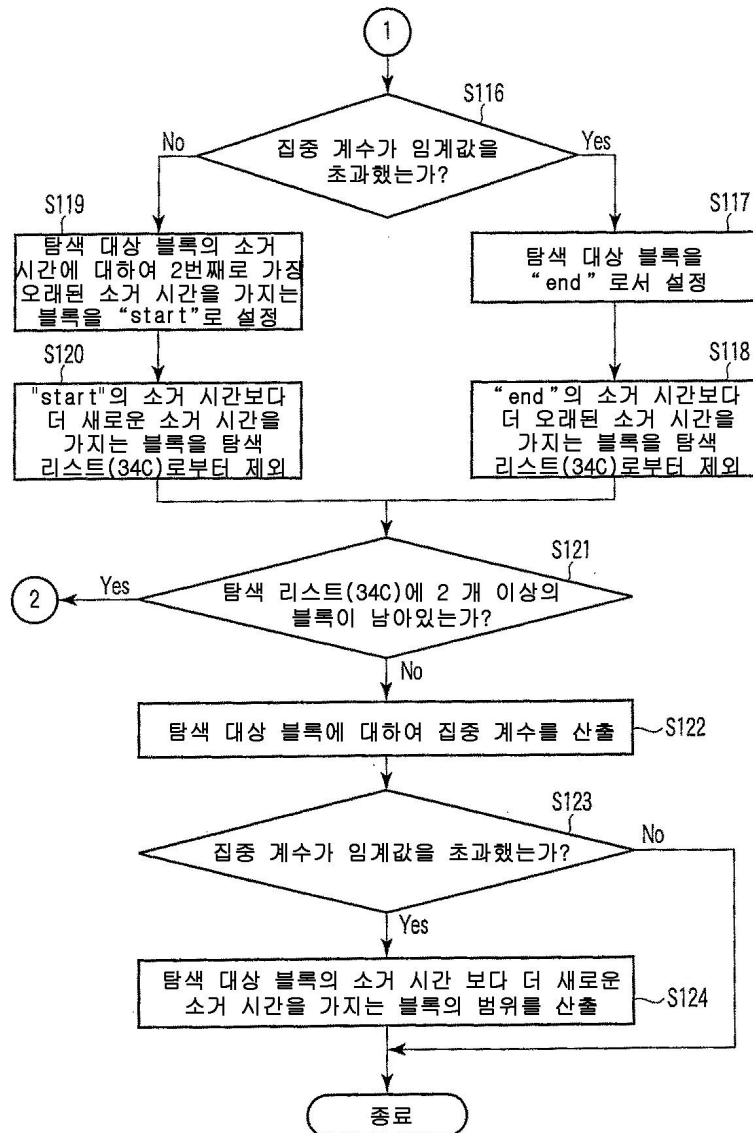 1
S116
집중 계수가 임계값을
초과했는가?
No
Yes
S119
탐색 대상 블록의 소거
시간에 대하여 2번째로 가장
오래된 소거 시간을 가지는
블록을 “start”로 설정
S117
탐색 대상 블록을
“end” 로서 설정
S120
"start"의 소거 시간보다
더 새로운 소거 시간을
가지는 블록을 탐색
리스트(34C)로부터 제외
S118
“end”의 소거 시간보다
더 오래된 소거 시간을
가지는 블록을 탐색
리스트(34C)로부터 제외
S121
탐색 리스트(34C)에 2 개 이상의
블록이 남아있는가?
Yes
2
No
탐색 대상 블록에 대하여 집중 계수를 산출
S122
S123
집중 계수가 임계값을 초과했는가?
No
Yes
탐색 대상 블록의 소거 시간 보다 더 새로운
소거 시간을 가지는 블록의 범위를 산출
S124
종료